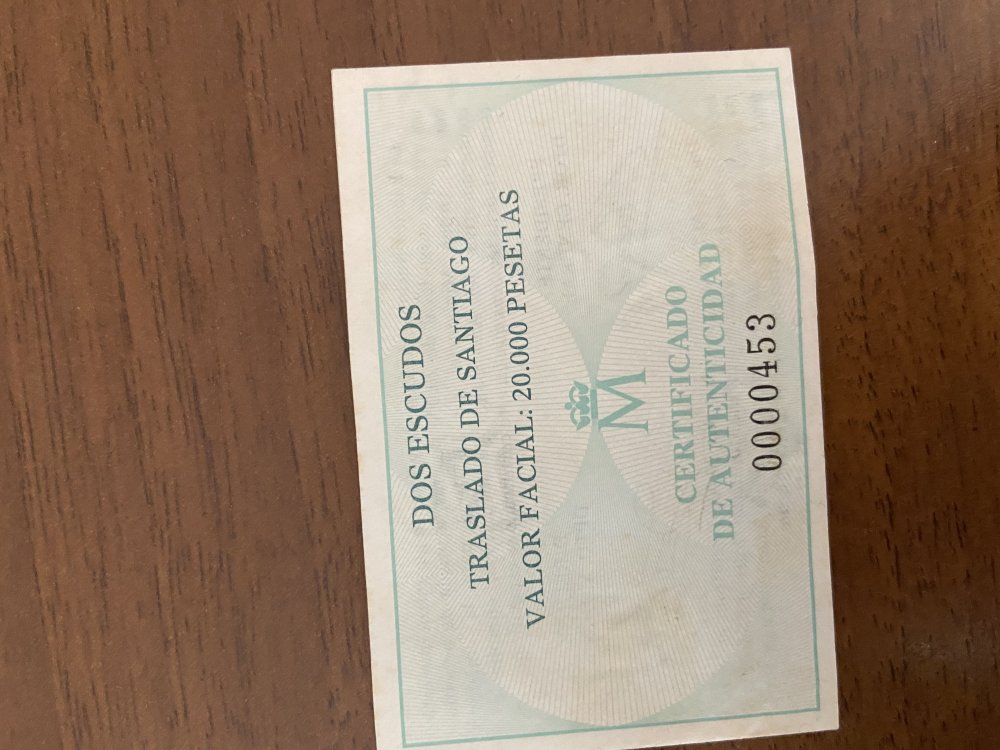 DOS ESCUDOS
TRASLADO DE SANTIAGO
VALOR FACIAL: 20.000 PESETAS
M
CERTIFICADO
DE AUTENTICIDAD
0000453